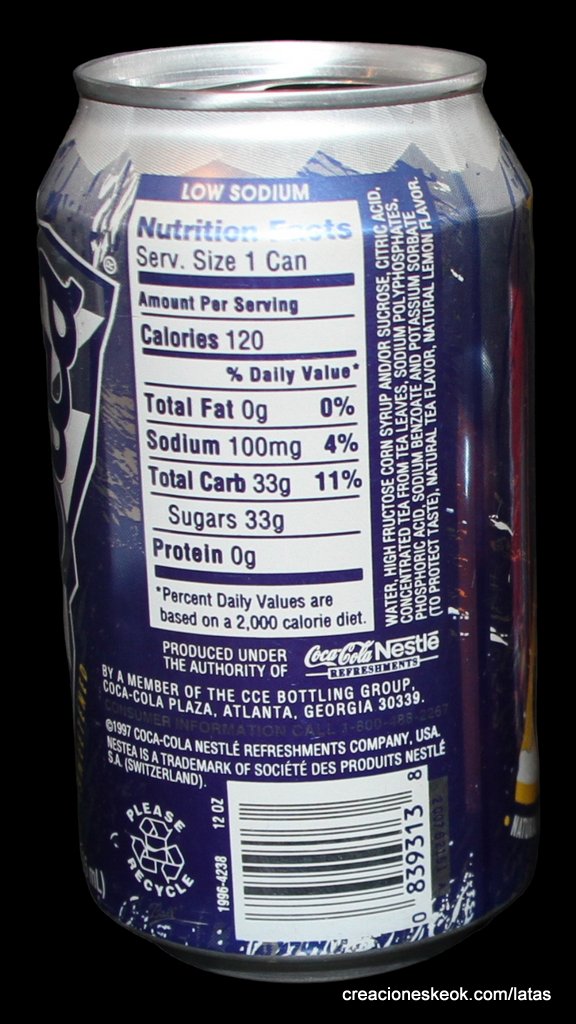 LOW SODIUM
Nutrition Facts
Serv. Size 1 Can
Amount Per Serving
Calories 120
% Daily Value*
Total Fat 0g 0%
Sodium 100mg 4%
Total Carb 33g 11%
Sugars 33g
Protein 0g
*Percent Daily Values are
based on a 2,000 calorie diet.
WATER, HIGH FRUCTOSE CORN SYRUP AND/OR SUCROSE, CITRIC ACID,
CONCENTRATED TEA FROM TEA LEAVES, SODIUM POLYPHOSPHATES,
PHOSPHORIC ACID, SODIUM BENZOATE AND POTASSIUM SORBATE
(TO PROTECT TASTE), NATURAL TEA FLAVOR, NATURAL LEMON FLAVOR.
PRODUCED UNDER
THE AUTHORITY OF
Coca-Cola Nestlé
REFRESHMENTS
BY A MEMBER OF THE CCE BOTTLING GROUP,
COCA-COLA PLAZA, ATLANTA, GEORGIA 30339.
CONSUMER INFORMATION CALL 1-800-
©1997 COCA-COLA NESTLÉ REFRESHMENTS COMPANY, USA.
NESTEA IS A TRADEMARK OF SOCIÉTÉ DES PRODUITS NESTLÉ
S.A. (SWITZERLAND).
PLEASE
RECYCLE
1996-4238 12 OZ
0 839313 8
mL)
®
creacioneskeok.com/latas